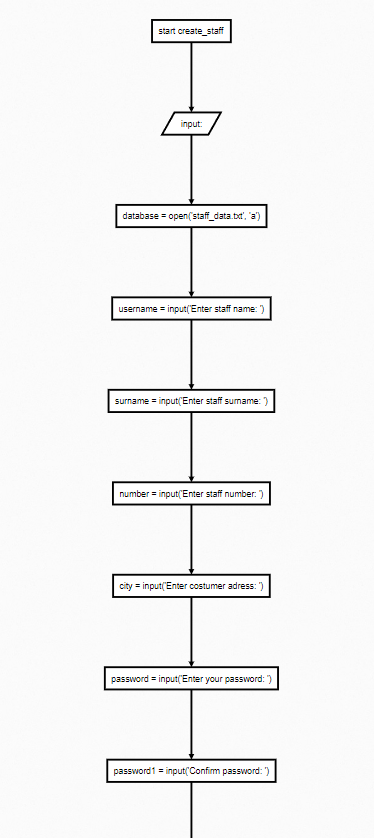 start create_staff
input:
database = open('staff_data.txt', 'a')
username = input('Enter staff name: ')
surname = input('Enter staff surname: ')
number = input('Enter staff number: ')
city = input('Enter costumer adress: ')
password = input('Enter your password: ')
password1 = input('Confirm password: ')